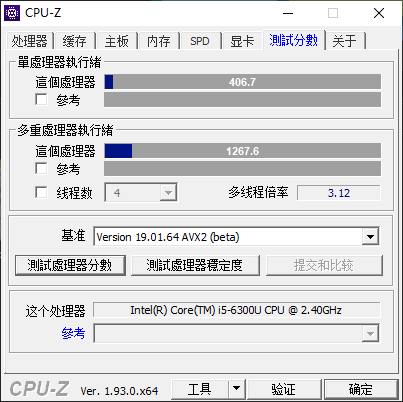 CPU-Z
处理器 缓存 主板 内存 SPD 显卡 測試分數 关于
單處理器執行緒
這個處理器 406.7
參考
多重處理器執行緒
這個處理器 1267.6
參考
线程数 4 多线程倍率 3.12
基准 Version 19.01.64 AVX2 (beta)
測試處理器分數 測試處理器穩定度 提交和比较
这个处理器 Intel(R) Core(TM) i5-6300U CPU @ 2.40GHz
參考
CPU-Z Ver. 1.93.0.x64 工具 验证 确定